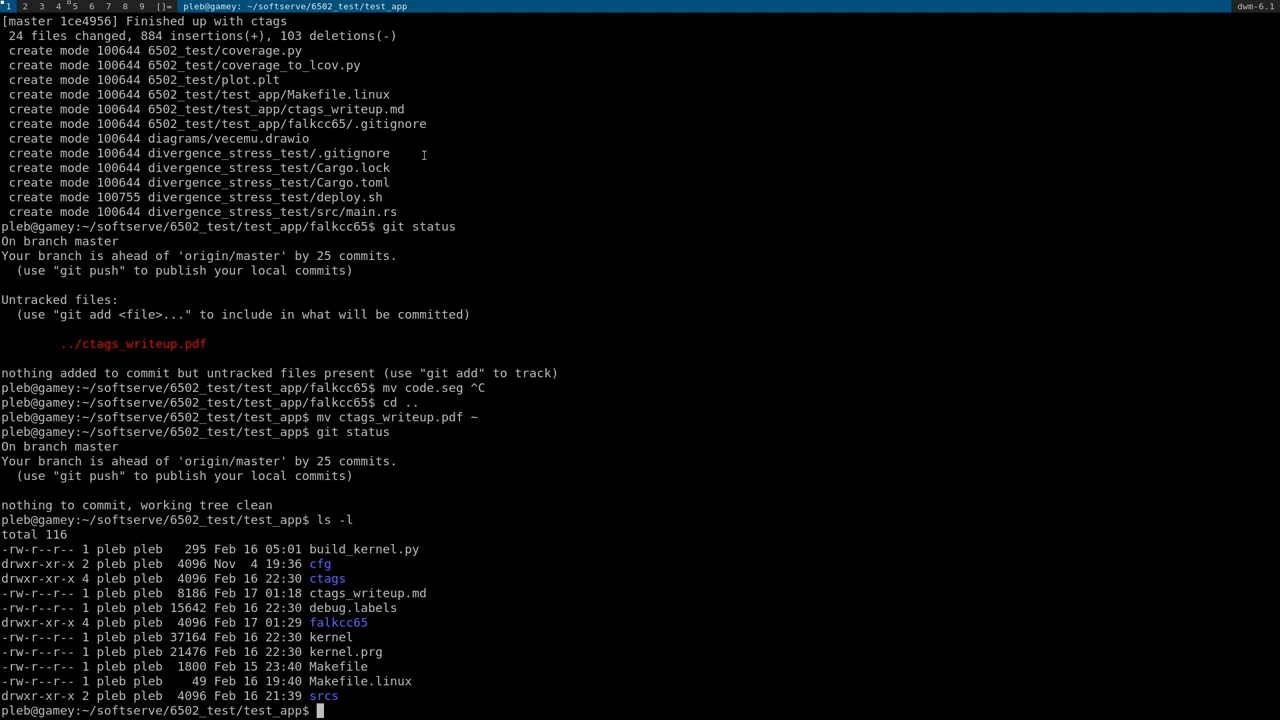 1 2 3 4 5 6 7 8 9 []= pleb@gamey: ~/softserve/6502_test/test_app dwm-6.1
[master 1ce4956] Finished up with ctags
 24 files changed, 884 insertions(+), 103 deletions(-)
 create mode 100644 6502_test/coverage.py
 create mode 100644 6502_test/coverage_to_lcov.py
 create mode 100644 6502_test/plot.plt
 create mode 100644 6502_test/test_app/Makefile.linux
 create mode 100644 6502_test/test_app/ctags_writeup.md
 create mode 100644 6502_test/test_app/falkcc65/.gitignore
 create mode 100644 diagrams/vecemu.drawio
 create mode 100644 divergence_stress_test/.gitignore
 create mode 100644 divergence_stress_test/Cargo.lock
 create mode 100644 divergence_stress_test/Cargo.toml
 create mode 100755 divergence_stress_test/deploy.sh
 create mode 100644 divergence_stress_test/src/main.rs
pleb@gamey:~/softserve/6502_test/test_app/falkcc65$ git status
On branch master
Your branch is ahead of 'origin/master' by 25 commits.
  (use "git push" to publish your local commits)
Untracked files:
  (use "git add <file>..." to include in what will be committed)
        ../ctags_writeup.pdf
nothing added to commit but untracked files present (use "git add" to track)
pleb@gamey:~/softserve/6502_test/test_app/falkcc65$ mv code.seg ^C
pleb@gamey:~/softserve/6502_test/test_app/falkcc65$ cd ..
pleb@gamey:~/softserve/6502_test/test_app$ mv ctags_writeup.pdf ~
pleb@gamey:~/softserve/6502_test/test_app$ git status
On branch master
Your branch is ahead of 'origin/master' by 25 commits.
  (use "git push" to publish your local commits)
nothing to commit, working tree clean
pleb@gamey:~/softserve/6502_test/test_app$ ls -l
total 116
-rw-r--r-- 1 pleb pleb   295 Feb 16 05:01 build_kernel.py
drwxr-xr-x 2 pleb pleb  4096 Nov  4 19:36 cfg
drwxr-xr-x 4 pleb pleb  4096 Feb 16 22:30 ctags
-rw-r--r-- 1 pleb pleb  8186 Feb 17 01:18 ctags_writeup.md
-rw-r--r-- 1 pleb pleb 15642 Feb 16 22:30 debug.labels
drwxr-xr-x 4 pleb pleb  4096 Feb 17 01:29 falkcc65
-rw-r--r-- 1 pleb pleb 37164 Feb 16 22:30 kernel
-rw-r--r-- 1 pleb pleb 21476 Feb 16 22:30 kernel.prg
-rw-r--r-- 1 pleb pleb  1800 Feb 15 23:40 Makefile
-rw-r--r-- 1 pleb pleb    49 Feb 16 19:40 Makefile.linux
drwxr-xr-x 2 pleb pleb  4096 Feb 16 21:39 srcs
pleb@gamey:~/softserve/6502_test/test_app$